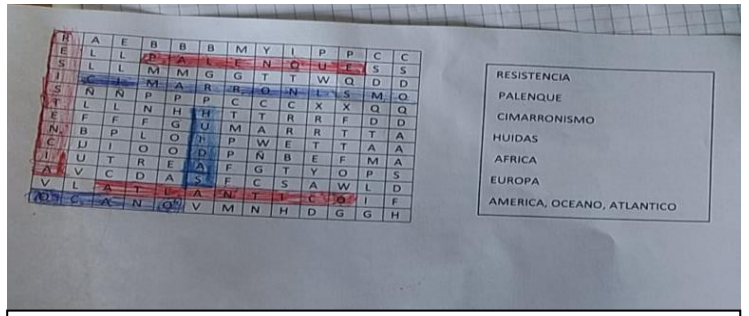 R A E B B B M Y I P P C C
E L L P A L E N Q U E S S
S L L M M G G T T W Q D D
I C I M A R R O N I S M O
S Ñ Ñ P P P C C C X X Q Q
T L L N H H T T R R F D D
E F F F G U M A R R T T A
N B P L O I P W E T T A A
C U I O O D P Ñ B E F M A
I U T R E A F G T Y O P S
A V C D A S F C S A W L D
V L A T L A N T I C O I F
O C A N O V M N H D G G H
RESISTENCIA
PALENQUE
CIMARRONISMO
HUIDAS
AFRICA
EUROPA
AMERICA, OCEANO, ATLANTICO